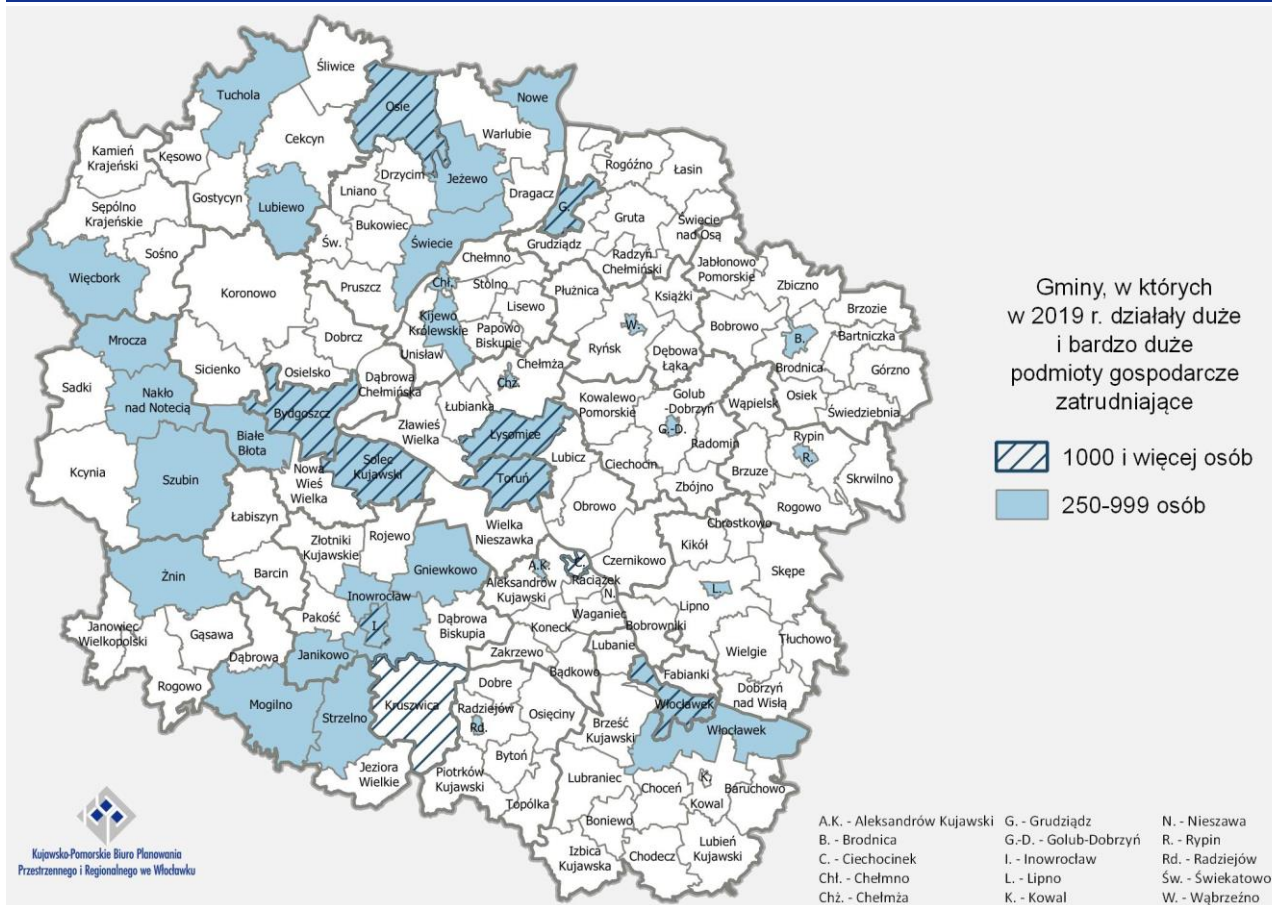 Śliwice
Tuchola
Osie
Nowe
Cekcyn
Warlubie
Kamień
Krajeński
Kęsowo
Rogóźno
Łasin
Drzycim
Jeżewo
Lniano
Dragacz
Gostycyn
Lubiewo
G.
Sępólno
Krajeńskie
Bukowiec
Gruta
Święcie
nad Osą
Sośno
Św.
Świecie
Grudziądz
Radzyń
Chełmiński
Chełmno
Jabłonowo
Pomorskie
Więcbork
Chł.
Stolno
Zbiczno
Koronowo
Pruszcz
Płużnica
Książki
Lisewo
Brzozie
Kijewo
Królewskie
Papowo
Biskupie
W.
Bobrowo
B.
Bartniczka
Mrocza
Dobrcz
Ryńsk
Unisław
Dębowa
Łąka
Chełmża
Brodnica
Górzno
Sicienko
Osielsko
Dąbrowa
Chełmińska
Chż.
Sadki
Nakło
nad Notecią
Kowalewo
Pomorskie
Golub
-Dobrzyń
Wąpielsk
Osiek
Świedziebnia
Bydgoszcz
Łubianka
Zławieś
Wielka
Łysomice
G.-D.
Radomin
Rypin
R.
Białe
Błota
Lubicz
Kcynia
Szubin
Nowa
Wieś
Wielka
Solec
Kujawski
Toruń
Ciechocin
Brzuze
Skrwilno
Zbójno
Rogowo
Łabiszyn
Wielka
Nieszawka
Obrowo
Chrostkowo
Złotniki
Kujawskie
Rojewo
Kikół
Czernikowo
Żnin
Barcin
Gniewkowo
A.K.
C.
Skępe
Aleksandrów
Kujawski
Raciążek
N.
L.
Inowrocław
Lipno
Janowiec
Wielkopolski
Pakość
Waganiec
Gąsawa
I.
Dąbrowa
Biskupia
Koneck
Bobrowniki
Tłuchowo
Dąbrowa
Janikowo
Zakrzewo
Lubanie
Wielgie
Bądkowo
Fabianki
Rogowo
Dobre
Dobrzyń
nad Wisłą
Mogilno
Strzelno
Kruszwica
Radziejów
Osięciny
Włocławek
Brześć
Kujawski
Włocławek
Rd.
Bytoń
Jeziora
Wielkie
Piotrków
Kujawski
Lubraniec
Choceń
K.
Kowal
Baruchowo
Topólka
Boniewo
Izbica
Kujawska
Chodecz
Lubień
Kujawski
Gminy, w których
w 2019 r. działały duże
i bardzo duże
podmioty gospodarcze
zatrudniające
1000 i więcej osób
250-999 osób
Kujawsko-Pomorskie Biuro Planowania
Przestrzennego i Regionalnego we Włocławku
A.K. - Aleksandrów Kujawski
B. - Brodnica
C. - Ciechocinek
Chł. - Chełmno
Chż. - Chełmża
G. - Grudziądz
G.-D. - Golub-Dobrzyń
I. - Inowrocław
L. - Lipno
K. - Kowal
N. - Nieszawa
R. - Rypin
Rd. - Radziejów
Św. - Świekatowo
W. - Wąbrzeźno